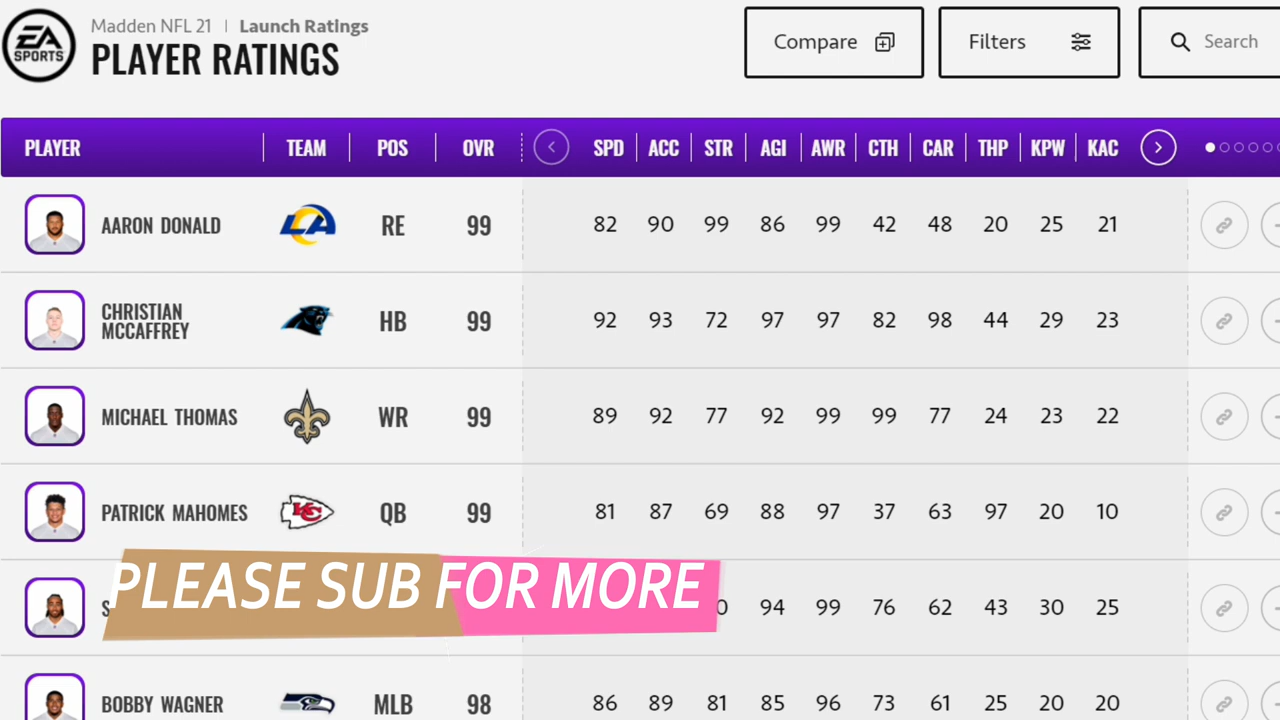 EA
SPORTS
Madden NFL 21 | Launch Ratings
PLAYER RATINGS
Compare
Filters
Search
PLAYER TEAM POS OVR SPD ACC STR AGI AWR CTH CAR THP KPW KAC
AARON DONALD LA RE 99 82 90 99 86 99 42 48 20 25 21
CHRISTIAN
MCCAFFREY HB 99 92 93 72 97 97 82 98 44 29 23
MICHAEL THOMAS WR 99 89 92 77 92 99 99 77 24 23 22
PATRICK MAHOMES KC QB 99 81 87 69 88 97 37 63 97 20 10
PLEASE SUB FOR MORE
94 99 76 62 43 30 25
BOBBY WAGNER MLB 98 86 89 81 85 96 73 61 25 20 20